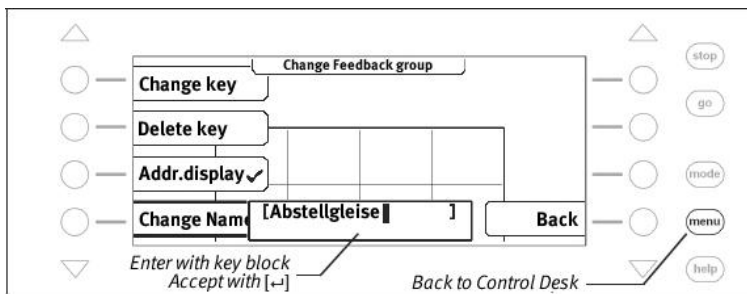 Change Feedback group
Change key
Delete key
Addr.display✓
Change Nam
[Abstellgleise ]
Back
stop
go
mode
menu
help
Enter with key block
Accept with [↵]
Back to Control Desk